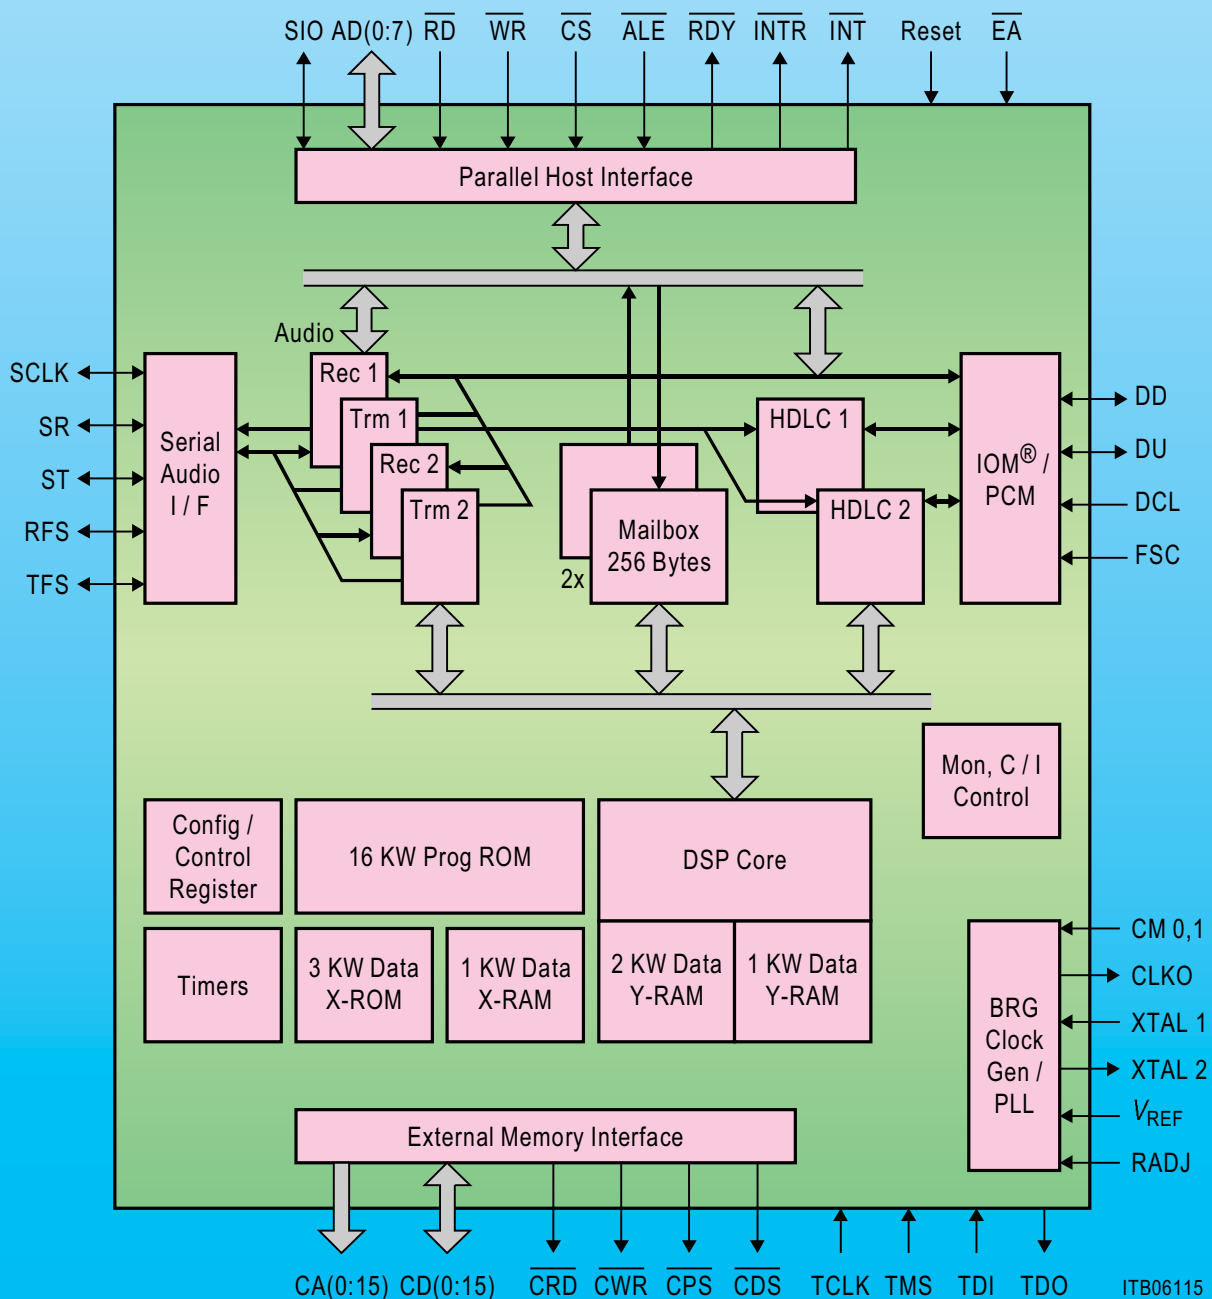 SIO AD(0:7) RD WR CS ALE RDY INTR INT Reset EA
Parallel Host Interface
Audio
SCLK
SR
ST
RFS
TFS
Serial
Audio
I / F
Rec 1
Trm 1
Rec 2
Trm 2
2x
Mailbox
256 Bytes
HDLC 1
HDLC 2
IOM® /
PCM
DD
DU
DCL
FSC
Mon, C / I
Control
Config /
Control
Register
16 KW Prog ROM
DSP Core
Timers
3 KW Data
X-ROM
1 KW Data
X-RAM
2 KW Data
Y-RAM
1 KW Data
Y-RAM
BRG
Clock
Gen /
PLL
CM 0,1
CLKO
XTAL 1
XTAL 2
VREF
RADJ
External Memory Interface
CA(0:15) CD(0:15) CRD CWR CPS CDS TCLK TMS TDI TDO
ITB06115